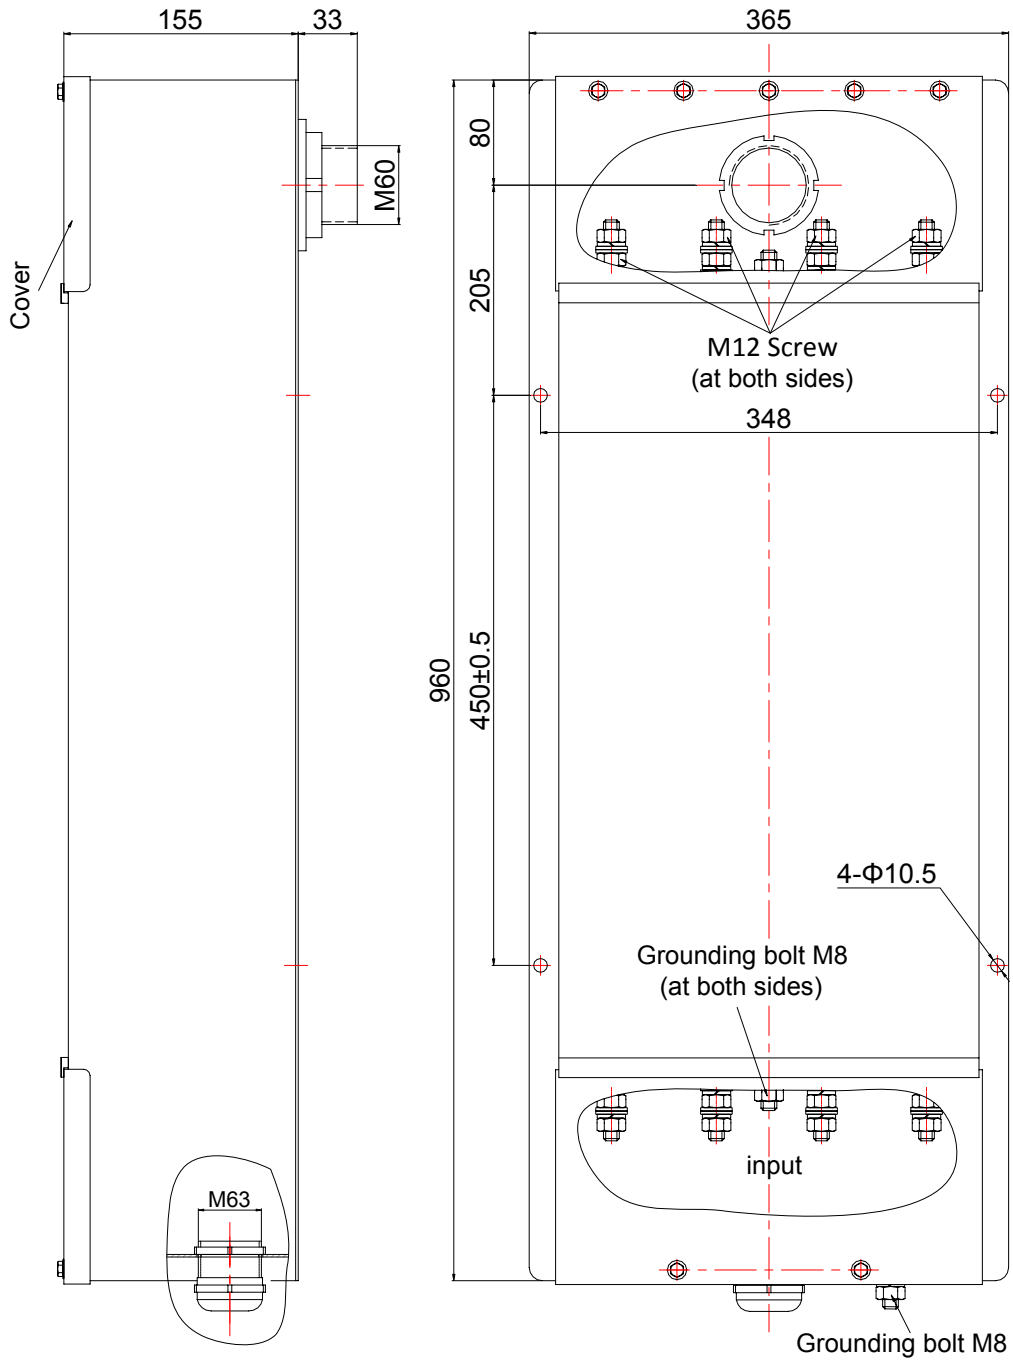 155
33
365
80
M60
Cover
205
M12 Screw
(at both sides)
348
960
450±0.5
4-Φ10.5
Grounding bolt M8
(at both sides)
input
M63
Grounding bolt M8